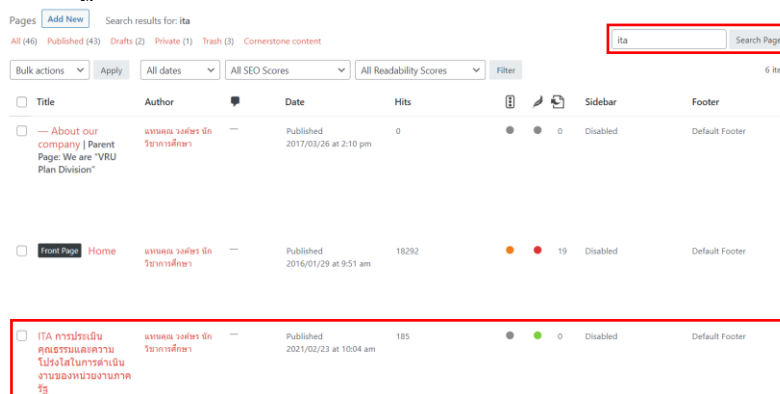 Pages Add New Search results for: ita
All (46) Published (43) Drafts (2) Private (1) Trash (3) Cornerstone content
ita Search Page
Bulk actions Apply All dates All SEO Scores All Readability Scores Filter 6 ite
Title Author Date Hits Sidebar Footer
— About our แทนคุณ วงค์ษร นัก — Published 0 0 Disabled Default Footer
company | Parent วิชาการศึกษา 2017/03/26 at 2:10 pm
Page: We are "VRU
Plan Division"
Front Page Home แทนคุณ วงค์ษร นัก — Published 18292 19 Disabled Default Footer
วิชาการศึกษา 2016/01/29 at 9:51 am
ITA การประเมิน แทนคุณ วงค์ษร นัก — Published 185 0 Disabled Default Footer
คุณธรรมและความ วิชาการศึกษา 2021/02/23 at 10:04 am
โปร่งใสในการดำเนิน
งานของหน่วยงานภาค
รัฐ